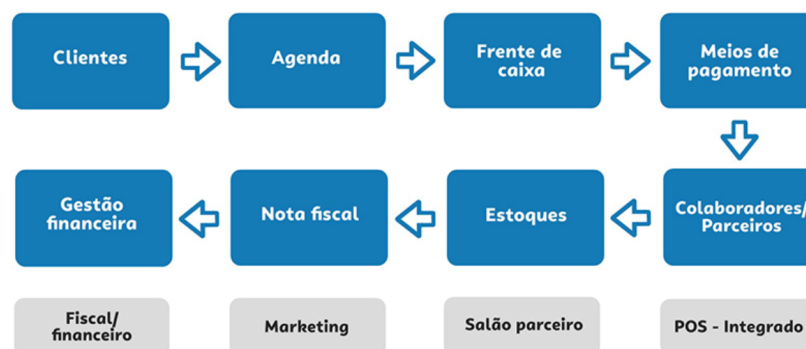 Clientes
Agenda
Frente de
caixa
Meios de
pagamento
Gestão
financeira
Nota fiscal
Estoques
Colaboradores/
Parceiros
Fiscal/
financeiro
Marketing
Salão parceiro
POS - Integrado